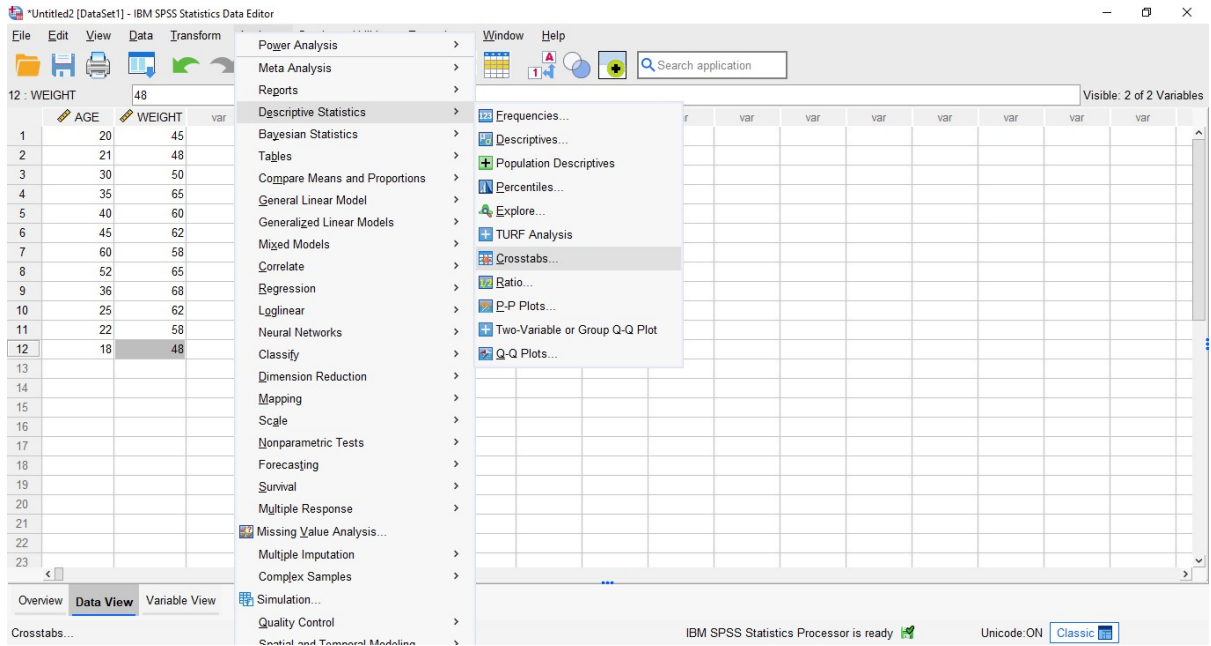 *Untitled2 [DataSet1] - IBM SPSS Statistics Data Editor
File Edit View Data Transform Window Help
Search application
12 : WEIGHT 48 Visible: 2 of 2 Variables
AGE WEIGHT var var var var var var var var
1 20 45
2 21 48
3 30 50
4 35 65
5 40 60
6 45 62
7 60 58
8 52 65
9 36 68
10 25 62
11 22 58
12 18 48
13
14
15
16
17
18
19
20
21
22
23
Power Analysis
Meta Analysis
Reports
Descriptive Statistics
Bayesian Statistics
Tables
Compare Means and Proportions
General Linear Model
Generalized Linear Models
Mixed Models
Correlate
Regression
Loglinear
Neural Networks
Classify
Dimension Reduction
Mapping
Scale
Nonparametric Tests
Forecasting
Survival
Multiple Response
Missing Value Analysis...
Multiple Imputation
Complex Samples
Simulation...
Quality Control
Spatial and Temporal Modeling
Frequencies...
Descriptives...
Population Descriptives
Percentiles...
Explore...
TURF Analysis
Crosstabs...
Ratio...
P-P Plots...
Two-Variable or Group Q-Q Plot
Q-Q Plots...
Overview Data View Variable View
Crosstabs... IBM SPSS Statistics Processor is ready Unicode:ON Classic